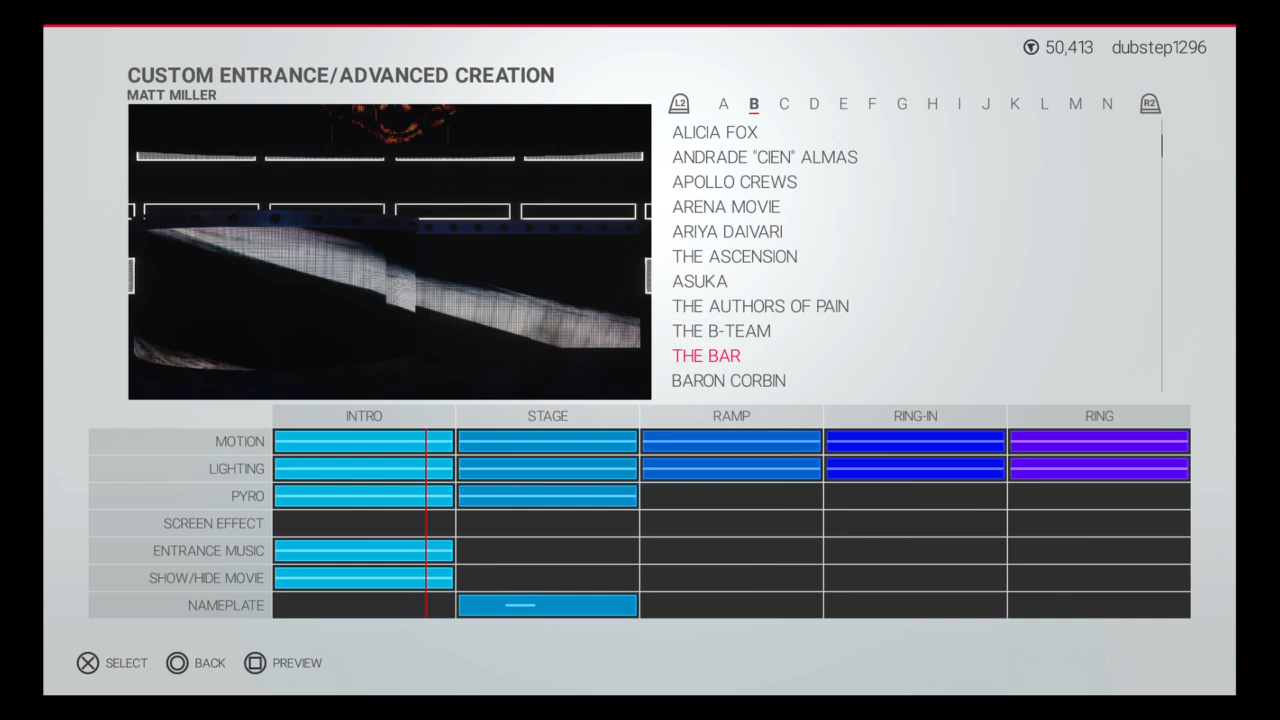 50,413 dubstep1296
CUSTOM ENTRANCE/ADVANCED CREATION
MATT MILLER
L2 A B C D E F G H I J K L M N R2
ALICIA FOX
ANDRADE "CIEN" ALMAS
APOLLO CREWS
ARENA MOVIE
ARIYA DAIVARI
THE ASCENSION
ASUKA
THE AUTHORS OF PAIN
THE B-TEAM
THE BAR
BARON CORBIN
INTRO STAGE RAMP RING-IN RING
MOTION
LIGHTING
PYRO
SCREEN EFFECT
ENTRANCE MUSIC
SHOW/HIDE MOVIE
NAMEPLATE
SELECT BACK PREVIEW